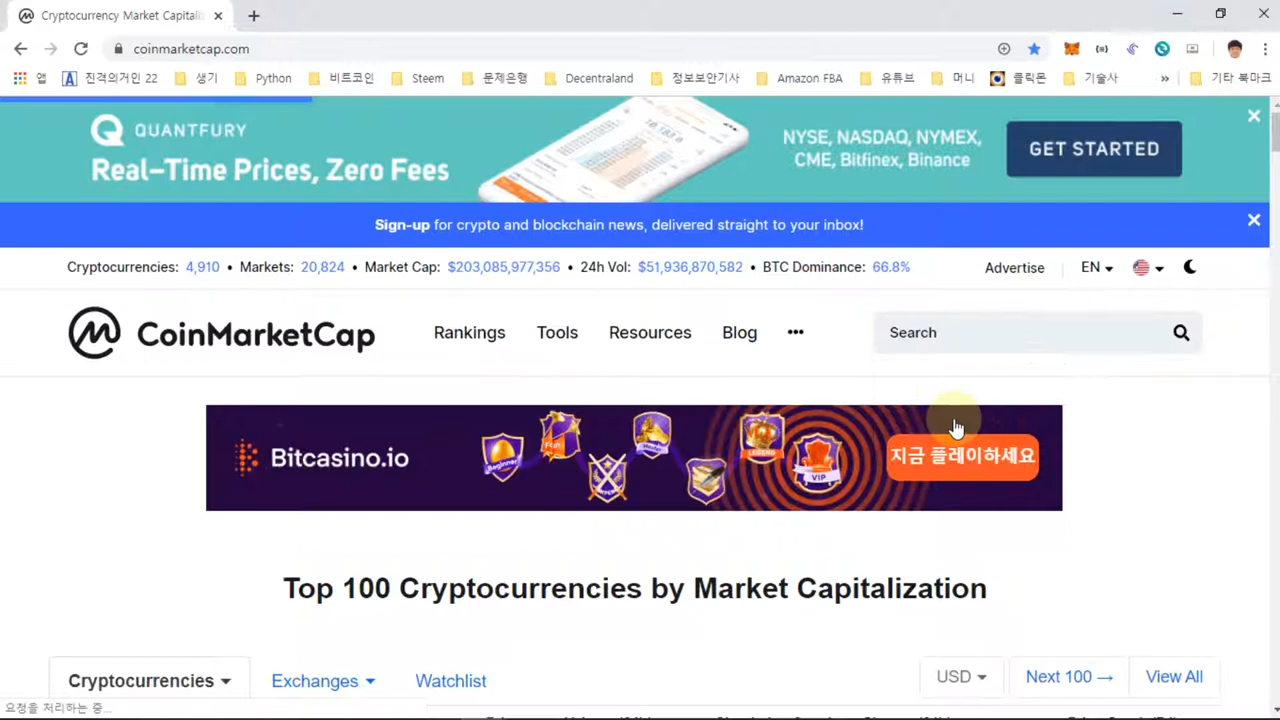 Cryptocurrency Market Capitaliz
coinmarketcap.com
앱 진격의거인 22 생기 Python 비트코인 Steem 문제은행 Decentraland 정보보안기사 Amazon FBA 유튜브 머니 클릭몬 기술사 » 기타 북마크
QUANTFURY
Real-Time Prices, Zero Fees
NYSE, NASDAQ, NYMEX,
CME, Bitfinex, Binance
GET STARTED
Sign-up for crypto and blockchain news, delivered straight to your inbox!
Cryptocurrencies: 4,910 • Markets: 20,824 • Market Cap: $203,085,977,356 • 24h Vol: $51,936,870,582 • BTC Dominance: 66.8% Advertise EN
CoinMarketCap Rankings Tools Resources Blog ••• Search
Bitcasino.io
Beginner
LEGEND
VIP
지금 플레이하세요
Top 100 Cryptocurrencies by Market Capitalization
Cryptocurrencies Exchanges Watchlist USD Next 100 → View All
요청을 처리하는 중...